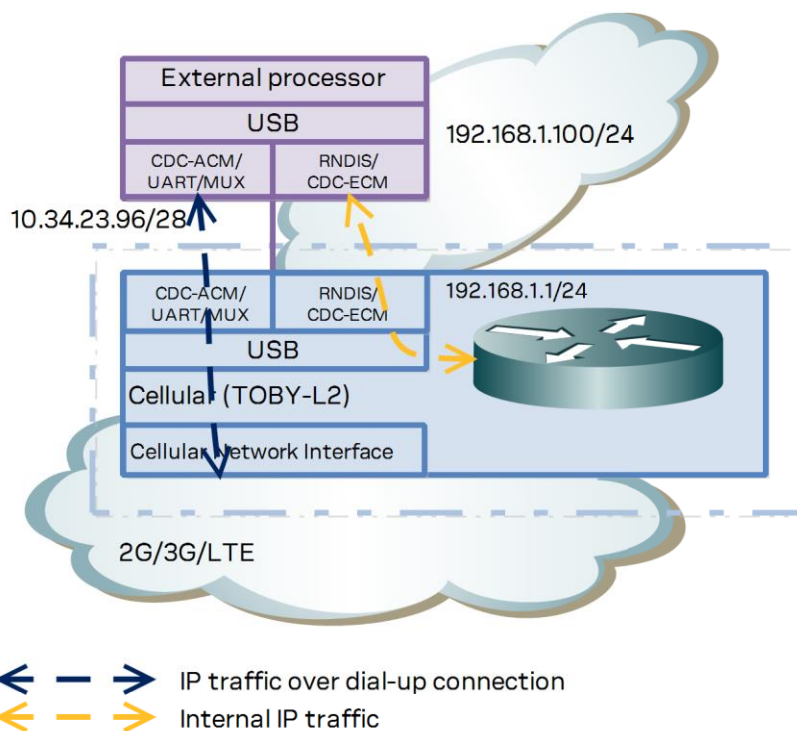 External processor
USB
192.168.1.100/24
CDC-ACM/
UART/MUX
RNDIS/
CDC-ECM
10.34.23.96/28
CDC-ACM/
UART/MUX
RNDIS/
CDC-ECM
192.168.1.1/24
USB
Cellular (TOBY-L2)
Cellular Network Interface
2G/3G/LTE
IP traffic over dial-up connection
Internal IP traffic